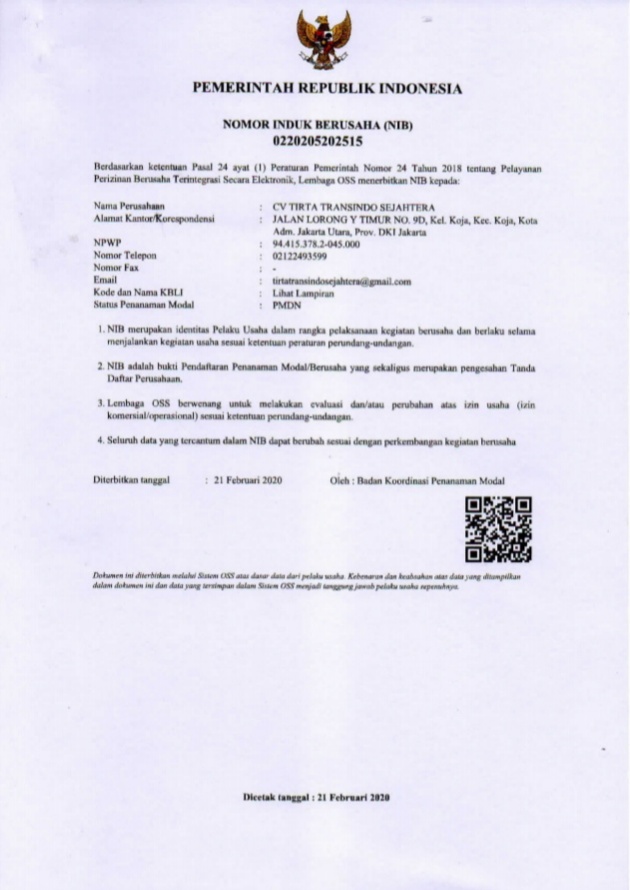 PEMERINTAH REPUBLIK INDONESIA
NOMOR INDUK BERUSAHA (NIB)
0220205202515
Berdasarkan ketentuan Pasal 24 ayat (1) Peraturan Pemerintah Nomor 24 Tahun 2018 tentang Pelayanan
Perizinan Berusaha Terintegrasi Secara Elektronik, Lembaga OSS menerbitkan NIB kepada:
Nama Perusahaan : CV TIRTA TRANSINDO SEJAHTERA
Alamat Kantor/Korespondensi : JALAN LORONG Y TIMUR NO. 9D, Kel. Koja, Kec. Koja, Kota
Adm. Jakarta Utara, Prov. DKI Jakarta
NPWP : 94.415.378.2-045.000
Nomor Telepon : 02122493599
Nomor Fax : -
Email : tirtatransindosejahtera@gmail.com
Kode dan Nama KBLI : Lihat Lampiran
Status Penanaman Modal : PMDN
1. NIB merupakan identitas Pelaku Usaha dalam rangka pelaksanaan kegiatan berusaha dan berlaku selama
menjalankan kegiatan usaha sesuai ketentuan peraturan perundang-undangan.
2. NIB adalah bukti Pendaftaran Penanaman Modal/Berusaha yang sekaligus merupakan pengesahan Tanda
Daftar Perusahaan.
3. Lembaga OSS berwenang untuk melakukan evaluasi dan/atau perubahan atas izin usaha (izin
komersial/operasional) sesuai ketentuan perundang-undangan.
4. Seluruh data yang tercantum dalam NIB dapat berubah sesuai dengan perkembangan kegiatan berusaha
Diterbitkan tanggal : 21 Februari 2020 Oleh : Badan Koordinasi Penanaman Modal
Dokumen ini diterbitkan melalui Sistem OSS atas dasar data dari pelaku usaha. Kebenaran dan keabsahan atas data yang ditampilkan
dalam dokumen ini dan data yang tersimpan dalam Sistem OSS menjadi tanggung jawab pelaku usaha sepenuhnya.
Dicetak tanggal : 21 Februari 2020